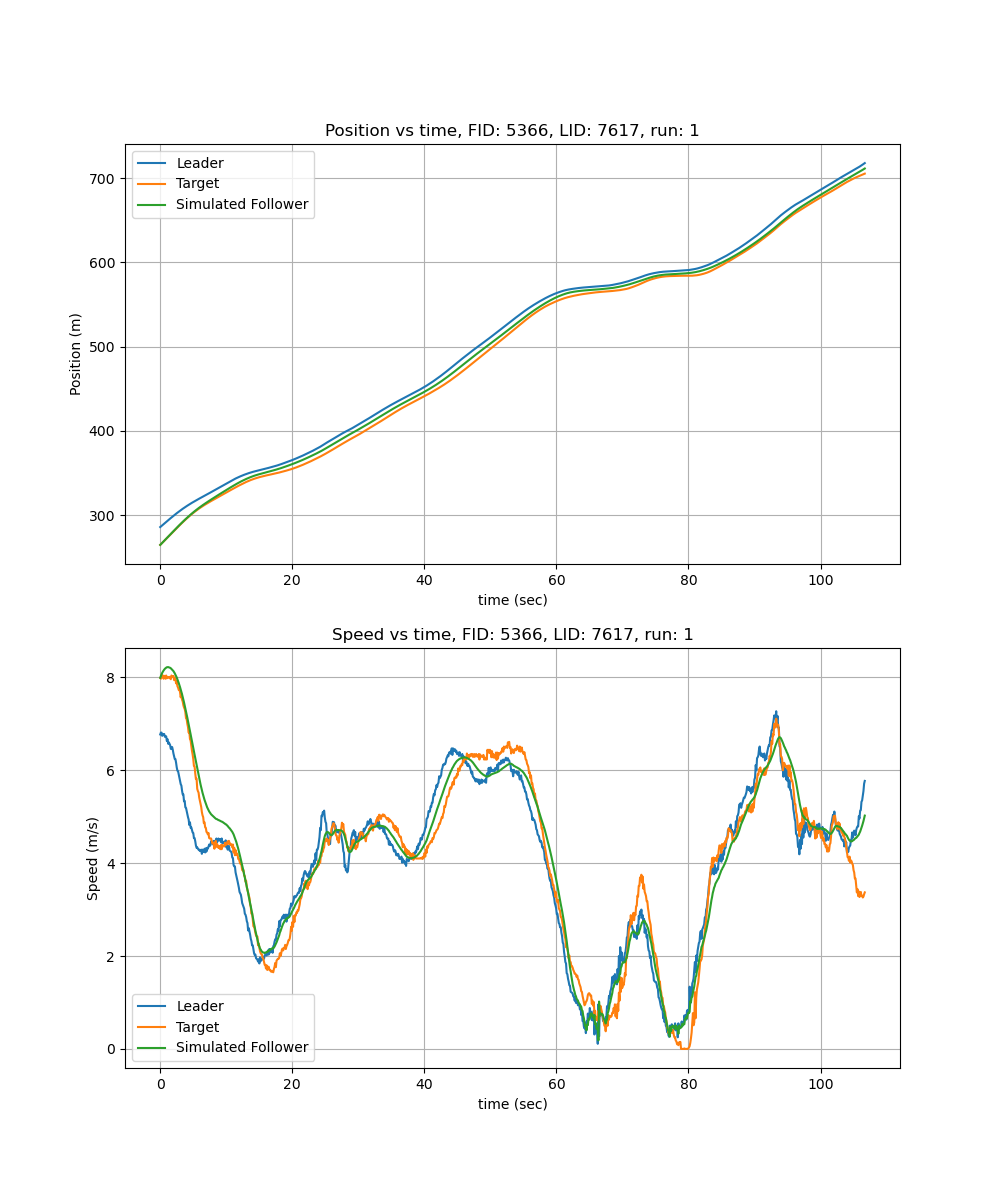 Position vs time, FID: 5366, LID: 7617, run: 1
Leader
Target
Simulated Follower
Position (m)
700
600
500
400
300
0 20 40 60 80 100
time (sec)
Speed vs time, FID: 5366, LID: 7617, run: 1
Speed (m/s)
8
6
4
2
0
Leader
Target
Simulated Follower
0 20 40 60 80 100
time (sec)